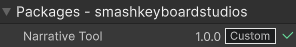 Packages - smashkeyboardstudios
Narrative Tool 1.0.0 Custom